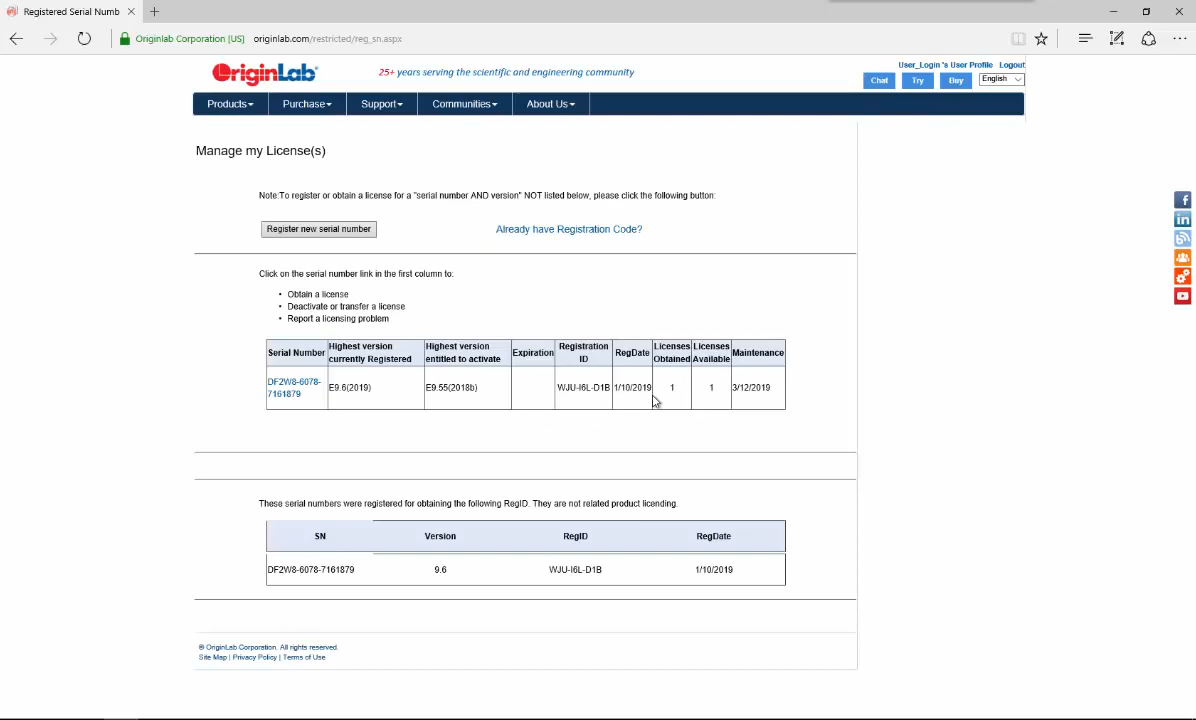 Registered Serial Numb
Originlab Corporation [US] originlab.com/restricted/reg_sn.aspx
User_Login 's User Profile Logout
OriginLab
25+ years serving the scientific and engineering community
Chat Try Buy English
Products Purchase Support Communities About Us
Manage my License(s)
Note:To register or obtain a license for a "serial number AND version" NOT listed below, please click the following button:
Register new serial number Already have Registration Code?
Click on the serial number link in the first column to:
• Obtain a license
• Deactivate or transfer a license
• Report a licensing problem
Serial Number Highest version currently Registered Highest version entitled to activate Expiration Registration ID RegDate Licenses Obtained Licenses Available Maintenance
DF2W8-6078-7161879 E9.6(2019) E9.55(2018b) WJU-I6L-D1B 1/10/2019 1 1 3/12/2019
These serial numbers were registered for obtaining the following RegID. They are not related product licending.
SN Version RegID RegDate
DF2W8-6078-7161879 9.6 WJU-I6L-D1B 1/10/2019
© OriginLab Corporation. All rights reserved.
Site Map | Privacy Policy | Terms of Use